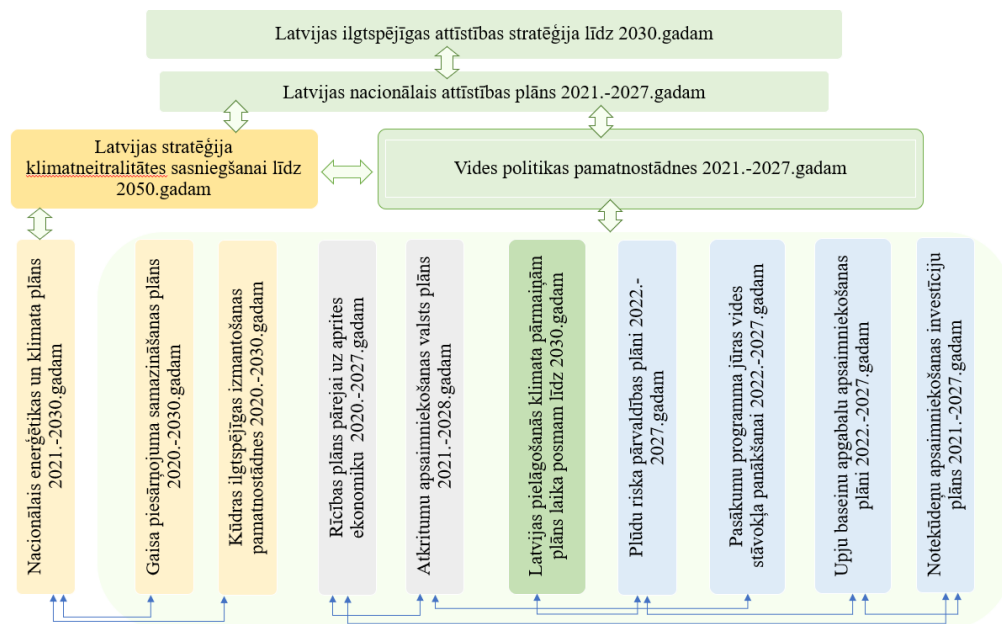 Latvijas ilgtspējīgas attīstības stratēģija līdz 2030.gadam
Latvijas nacionālais attīstības plāns 2021.-2027.gadam
Latvijas stratēģija
klimatneitralitātes sasniegšanai līdz
2050.gadam
Vides politikas pamatnostādnes 2021.-2027.gadam
Nacionālais enerģētikas un klimata plāns
2021.-2030.gadam
Gaisa piesārņojuma samazināšanas plāns
2020.-2030.gadam
Kūdras ilgtspējīgas izmantošanas
pamatnostādnes 2020.-2030.gadam
Rīcības plāns pārejai uz aprites
ekonomiku 2020.-2027.gadam
Atkritumu apsaimniekošanas valsts plāns
2021.-2028.gadam
Latvijas pielāgošanās klimata pārmaiņām
plāns laika posmam līdz 2030.gadam
Plūdu riska pārvaldības plāni 2022.-
2027.gadam
Pasākumu programma jūras vides
stāvokļa panākšanai 2022.-2027.gadam
Upju baseinu apgabalu apsaimniekošanas
plāni 2022.-2027.gadam
Notekūdeņu apsaimniekošanas investīciju
plāns 2021.-2027.gadam